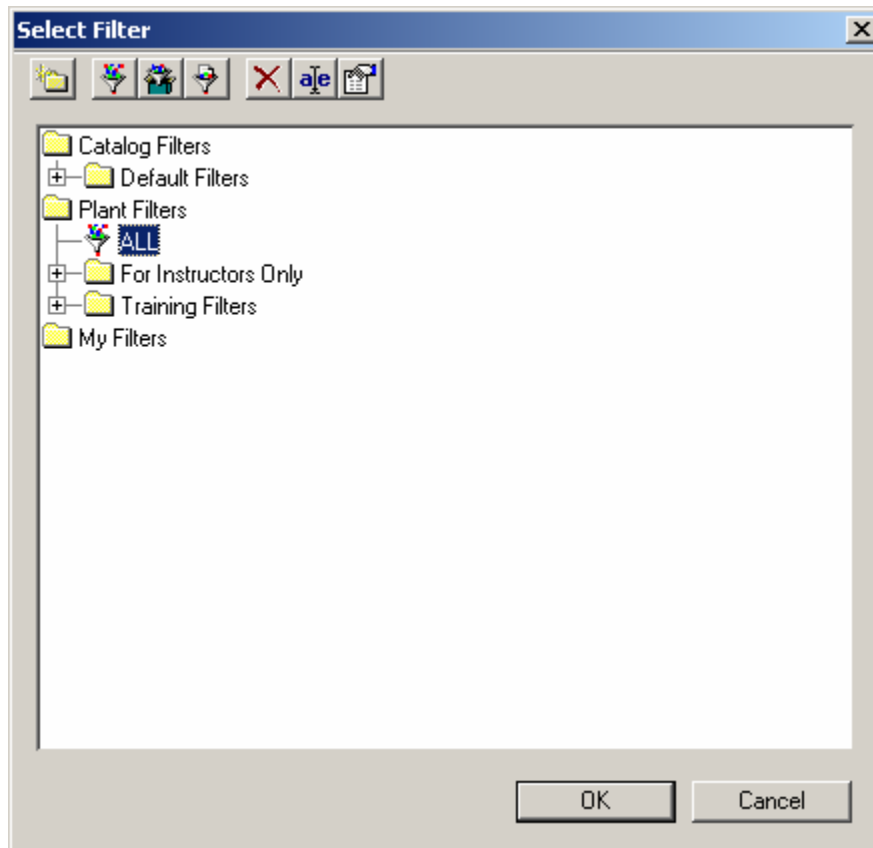 Select Filter
a e
Catalog Filters
Default Filters
Plant Filters
ALL
For Instructors Only
Training Filters
My Filters
OK
Cancel